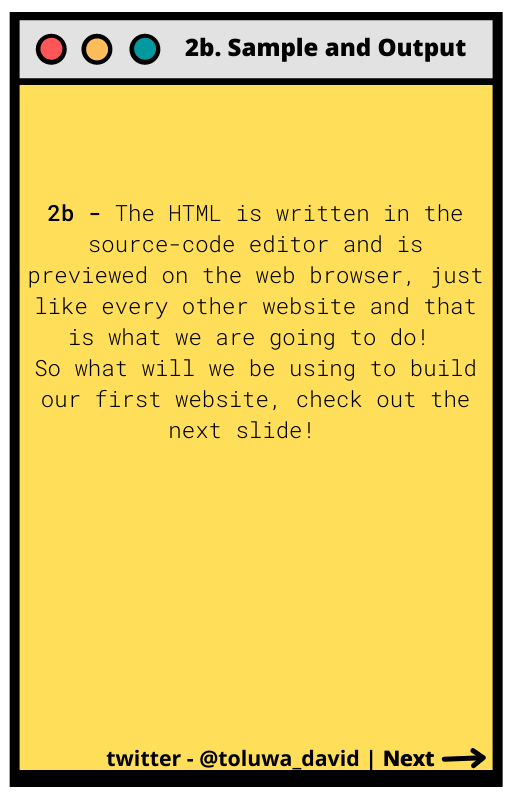 2b. Sample and Output
2b - The HTML is written in the
source-code editor and is
previewed on the web browser, just
like every other website and that
is what we are going to do!
So what will we be using to build
our first website, check out the
next slide!
twitter - @toluwa_david | Next